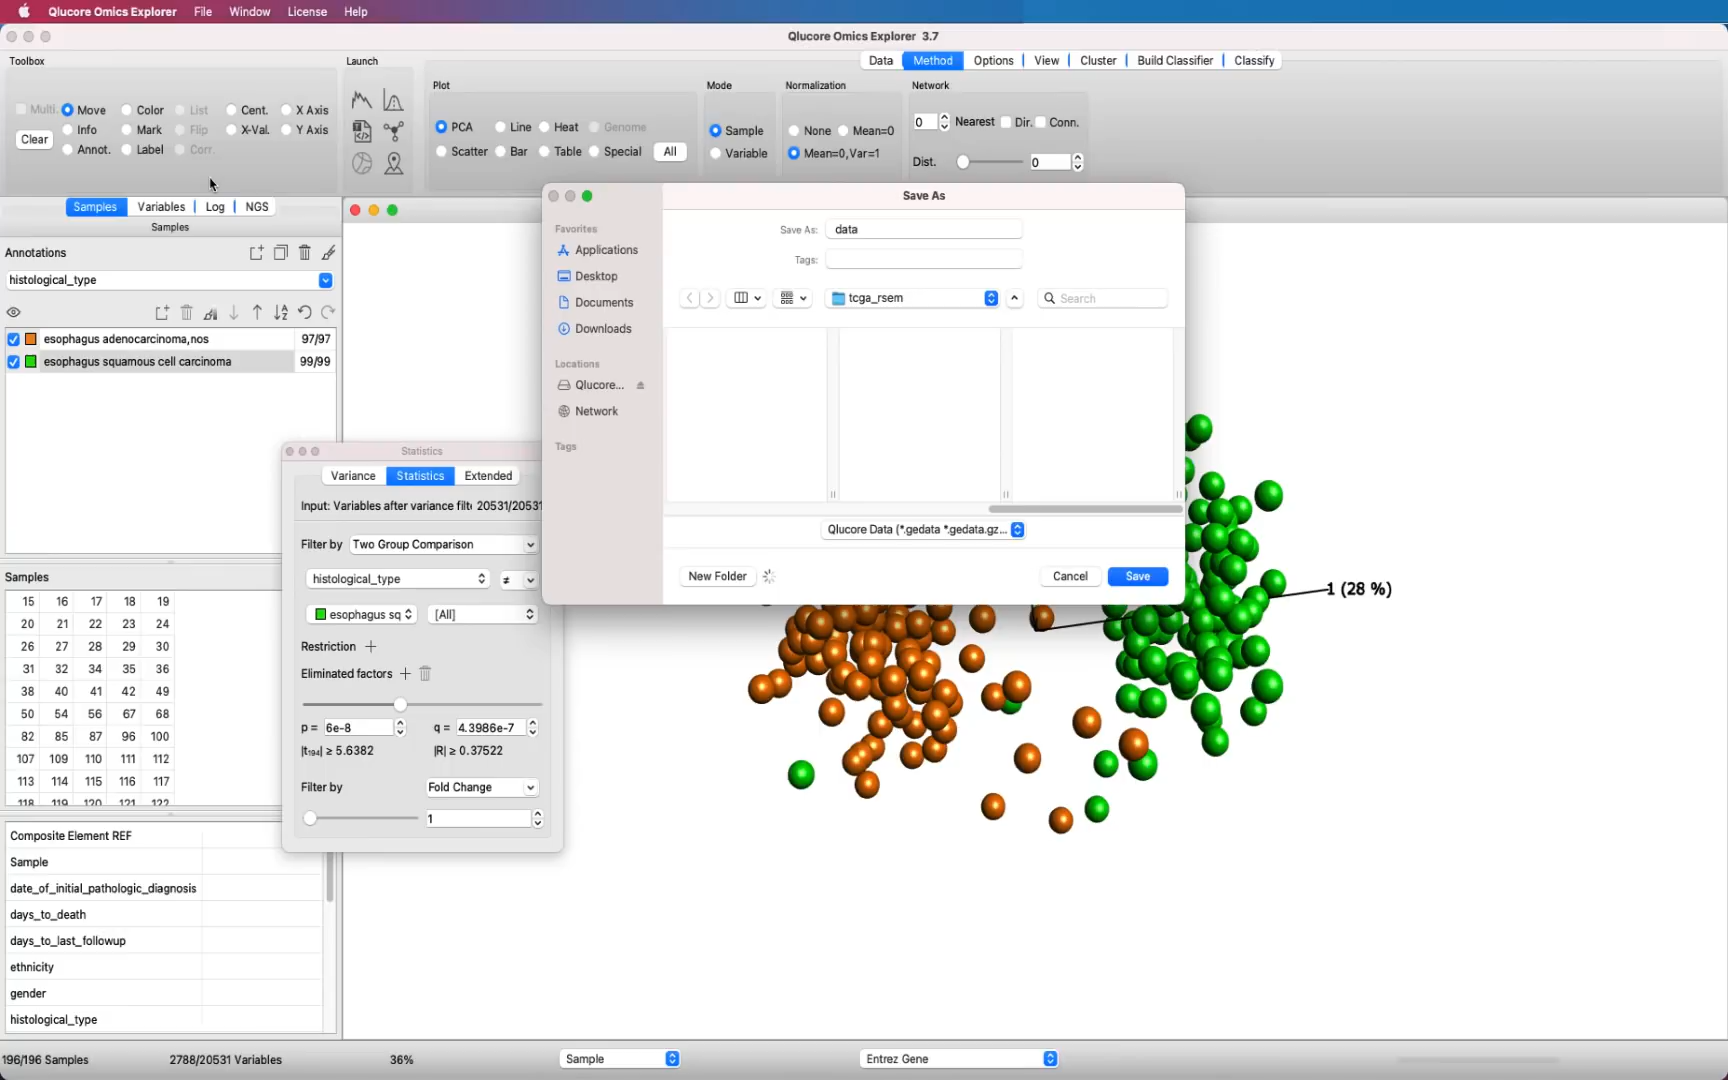 Qlucore Omics Explorer File Window License Help
Qlucore Omics Explorer 3.7
Toolbox
Launch
Data Method Options View Cluster Build Classifier Classify
Plot
Mode
Normalization
Network
Multi. Move Color List Cent. X Axis
Info Mark Flip X-Val. Y Axis
Clear
Annot. Label Corr.
PCA Line Heat Genome
Scatter Bar Table Special All
Sample
Variable
None Mean=0
Mean=0,Var=1
0 Nearest Dir. Conn.
Dist. 0
Samples Variables Log NGS
Samples
Annotations
histological_type
esophagus adenocarcinoma,nos 97/97
esophagus squamous cell carcinoma 99/99
Samples
15 16 17 18 19
20 21 22 23 24
26 27 28 29 30
31 32 34 35 36
38 40 41 42 49
50 54 56 67 68
82 85 87 96 100
107 109 110 111 112
113 114 115 116 117
118 119 120 121 122
Composite Element REF
Sample
date_of_initial_pathologic_diagnosis
days_to_death
days_to_last_followup
ethnicity
gender
histological_type
Statistics
Variance Statistics Extended
Input: Variables after variance filt 20531/20531
Filter by Two Group Comparison
histological_type ≠
esophagus sq [All]
Restriction
Eliminated factors
p = 6e-8 q = 4.3986e-7
|t₁₉₄| ≥ 5.6382 |R| ≥ 0.37522
Filter by Fold Change
1
Save As
Save As: data
Tags:
Favorites
Applications
Desktop
Documents
Downloads
Locations
Qlucore...
Network
Tags
tcga_rsem
Search
Qlucore Data (*.gedata *.gedata.gz...
New Folder
Cancel Save
1 (28 %)
196/196 Samples 2788/20531 Variables 36% Sample Entrez Gene